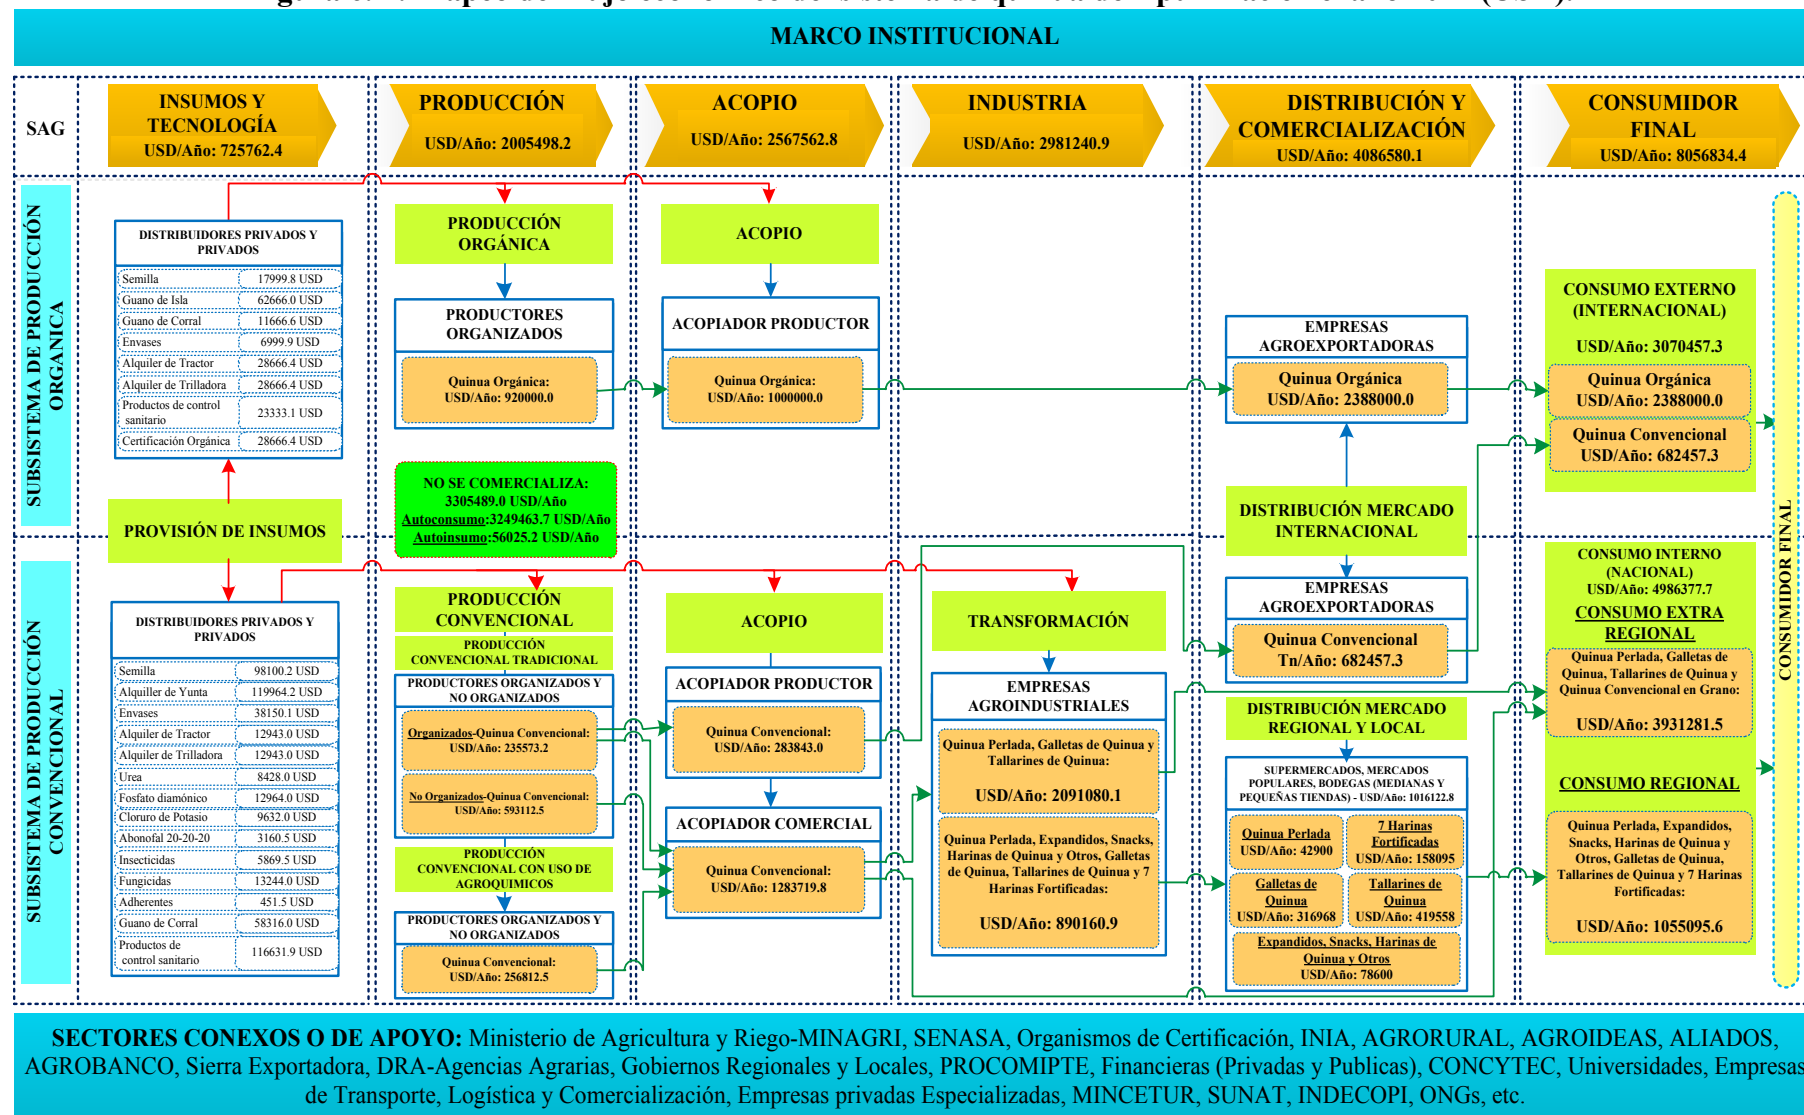 MARCO INSTITUCIONAL
SAG
INSUMOS Y
TECNOLOGÍA
USD/Año: 725762.4
PRODUCCIÓN
USD/Año: 2005498.2
ACOPIO
USD/Año: 2567562.8
INDUSTRIA
USD/Año: 2981240.9
DISTRIBUCIÓN Y
COMERCIALIZACIÓN
USD/Año: 4086580.1
CONSUMIDOR
FINAL
USD/Año: 8056834.4
SUBSISTEMA DE PRODUCCIÓN
ORGANICA
DISTRIBUIDORES PRIVADOS Y
PRIVADOS
Semilla 17999.8 USD
Guano de Isla 62666.0 USD
Guano de Corral 11666.6 USD
Envases 6999.9 USD
Alquiler de Tractor 28666.4 USD
Alquiler de Trilladora 28666.4 USD
Productos de control
sanitario 23333.1 USD
Certificación Orgánica 28666.4 USD
PROVISIÓN DE INSUMOS
PRODUCCIÓN
ORGÁNICA
PRODUCTORES
ORGANIZADOS
Quinua Orgánica:
USD/Año: 920000.0
NO SE COMERCIALIZA:
3305489.0 USD/Año
Autoconsumo:3249463.7 USD/Año
Autoinsumo:56025.2 USD/Año
ACOPIO
ACOPIADOR PRODUCTOR
Quinua Orgánica:
USD/Año: 1000000.0
EMPRESAS
AGROEXPORTADORAS
Quinua Orgánica
USD/Año: 2388000.0
DISTRIBUCIÓN MERCADO
INTERNACIONAL
CONSUMO EXTERNO
(INTERNACIONAL)
USD/Año: 3070457.3
Quinua Orgánica
USD/Año: 2388000.0
Quinua Convencional
USD/Año: 682457.3
CONSUMIDOR FINAL
SUBSISTEMA DE PRODUCCIÓN
CONVENCIONAL
DISTRIBUIDORES PRIVADOS Y
PRIVADOS
Semilla 98100.2 USD
Alquiller de Yunta 119964.2 USD
Envases 38150.1 USD
Alquiler de Tractor 12943.0 USD
Alquiler de Trilladora 12943.0 USD
Urea 8428.0 USD
Fosfato diamónico 12964.0 USD
Cloruro de Potasio 9632.0 USD
Abonofal 20-20-20 3160.5 USD
Insecticidas 5869.5 USD
Fungicidas 13244.0 USD
Adherentes 451.5 USD
Guano de Corral 58316.0 USD
Productos de
control sanitario 116631.9 USD
PRODUCCIÓN
CONVENCIONAL
PRODUCCIÓN
CONVENCIONAL TRADICIONAL
PRODUCTORES ORGANIZADOS Y
NO ORGANIZADOS
Organizados-Quinua Convencional:
USD/Año: 235573.2
No Organizados-Quinua Convencional:
USD/Año: 593112.5
PRODUCCIÓN
CONVENCIONAL CON USO DE
AGROQUIMICOS
PRODUCTORES ORGANIZADOS Y
NO ORGANIZADOS
Quinua Convencional:
USD/Año: 256812.5
ACOPIO
ACOPIADOR PRODUCTOR
Quinua Convencional:
USD/Año: 283843.0
ACOPIADOR COMERCIAL
Quinua Convencional:
USD/Año: 1283719.8
TRANSFORMACIÓN
EMPRESAS
AGROINDUSTRIALES
Quinua Perlada, Galletas de Quinua y
Tallarines de Quinua:
USD/Año: 2091080.1
Quinua Perlada, Expandidos, Snacks,
Harinas de Quinua y Otros, Galletas
de Quinua, Tallarines de Quinua y 7
Harinas Fortificadas:
USD/Año: 890160.9
EMPRESAS
AGROEXPORTADORAS
Quinua Convencional
Tn/Año: 682457.3
DISTRIBUCIÓN MERCADO
REGIONAL Y LOCAL
SUPERMERCADOS, MERCADOS
POPULARES, BODEGAS (MEDIANAS Y
PEQUEÑAS TIENDAS) - USD/Año: 1016122.8
Quinua Perlada
USD/Año: 42900
7 Harinas
Fortificadas
USD/Año: 158095
Galletas de
Quinua
USD/Año: 316968
Tallarines de
Quinua
USD/Año: 419558
Expandidos, Snacks, Harinas de
Quinua y Otros
USD/Año: 78600
CONSUMO INTERNO
(NACIONAL)
USD/Año: 4986377.7
CONSUMO EXTRA
REGIONAL
Quinua Perlada, Galletas de
Quinua, Tallarines de Quinua y
Quinua Convencional en Grano:
USD/Año: 3931281.5
CONSUMO REGIONAL
Quinua Perlada, Expandidos,
Snacks, Harinas de Quinua y
Otros, Galletas de Quinua,
Tallarines de Quinua y 7 Harinas
Fortificadas:
USD/Año: 1055095.6
SECTORES CONEXOS O DE APOYO: Ministerio de Agricultura y Riego-MINAGRI, SENASA, Organismos de Certificación, INIA, AGRORURAL, AGROIDEAS, ALIADOS,
AGROBANCO, Sierra Exportadora, DRA-Agencias Agrarias, Gobiernos Regionales y Locales, PROCOMIPTE, Financieras (Privadas y Publicas), CONCYTEC, Universidades, Empresas
de Transporte, Logística y Comercialización, Empresas privadas Especializadas, MINCETUR, SUNAT, INDECOPI, ONGs, etc.